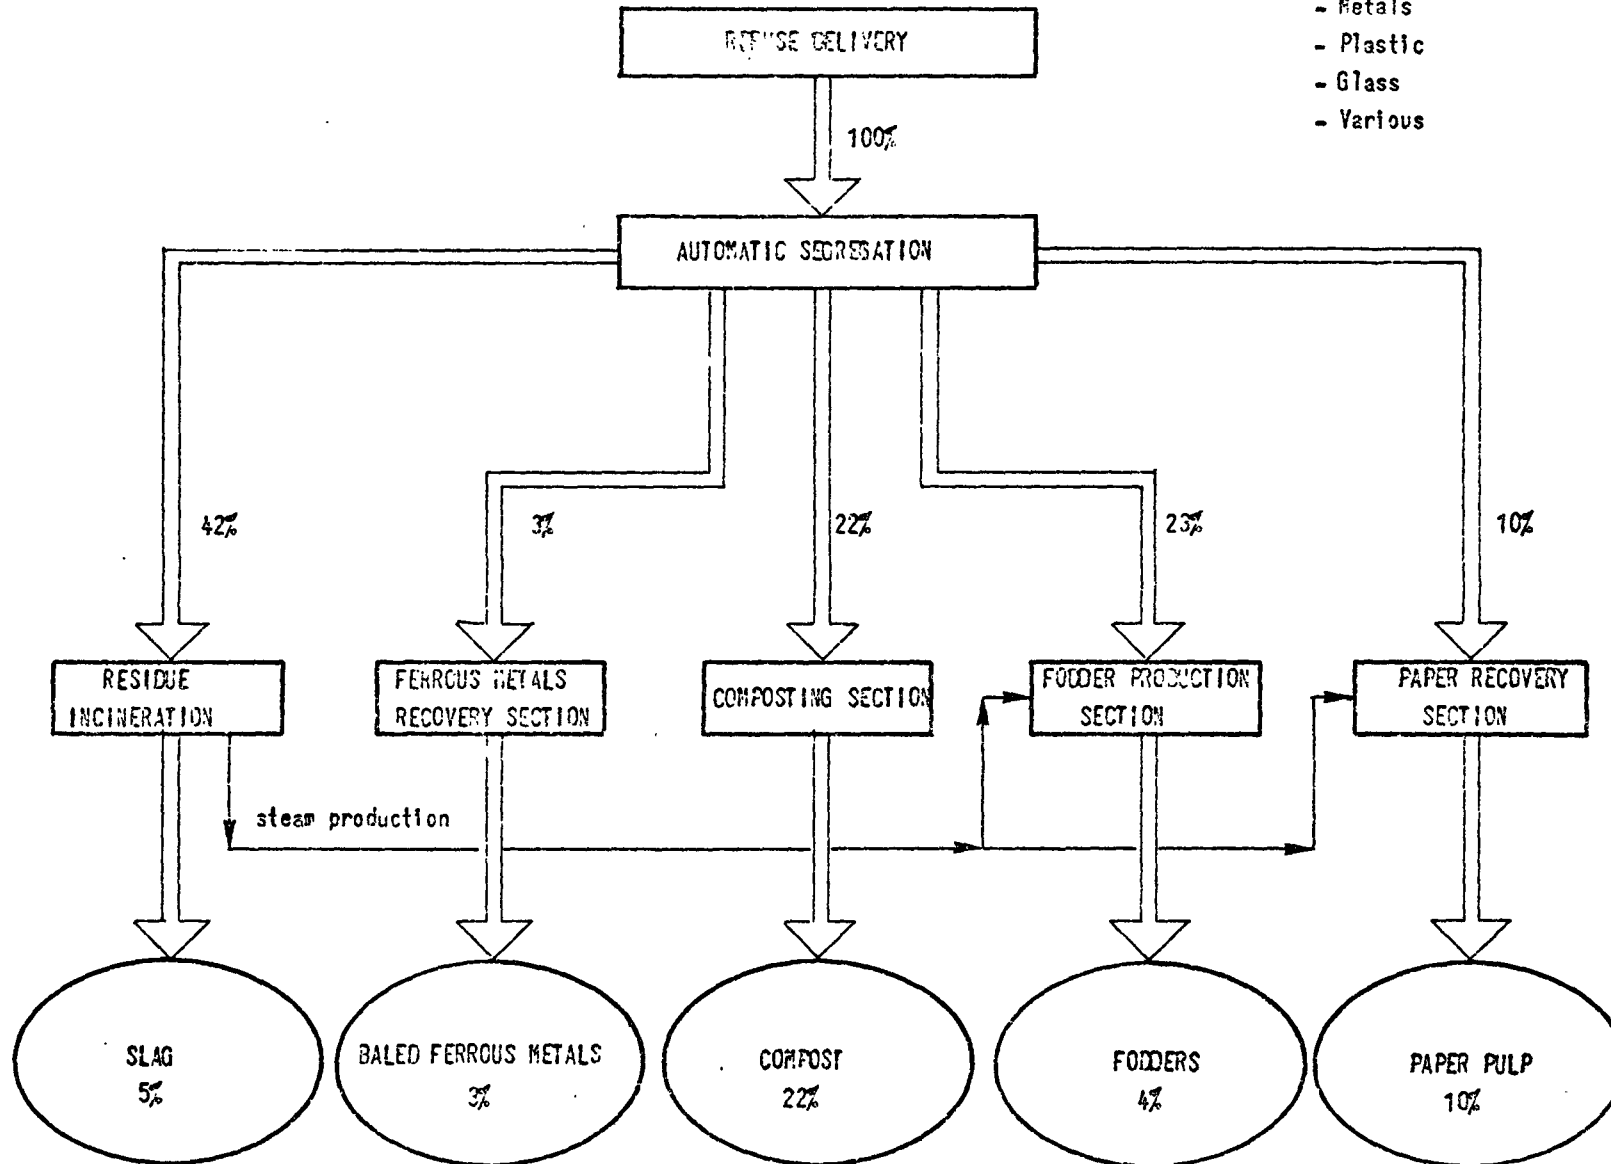 - Metals
- Plastic
- Glass
- Various
REFUSE DELIVERY
100%
AUTOMATIC SEGREGATION
42%
3%
22%
23%
10%
RESIDUE
INCINERATION
FERROUS METALS
RECOVERY SECTION
COMPOSTING SECTION
FODDER PRODUCTION
SECTION
PAPER RECOVERY
SECTION
steam production
SLAG
5%
BALED FERROUS METALS
3%
COMPOST
22%
FODDERS
4%
PAPER PULP
10%